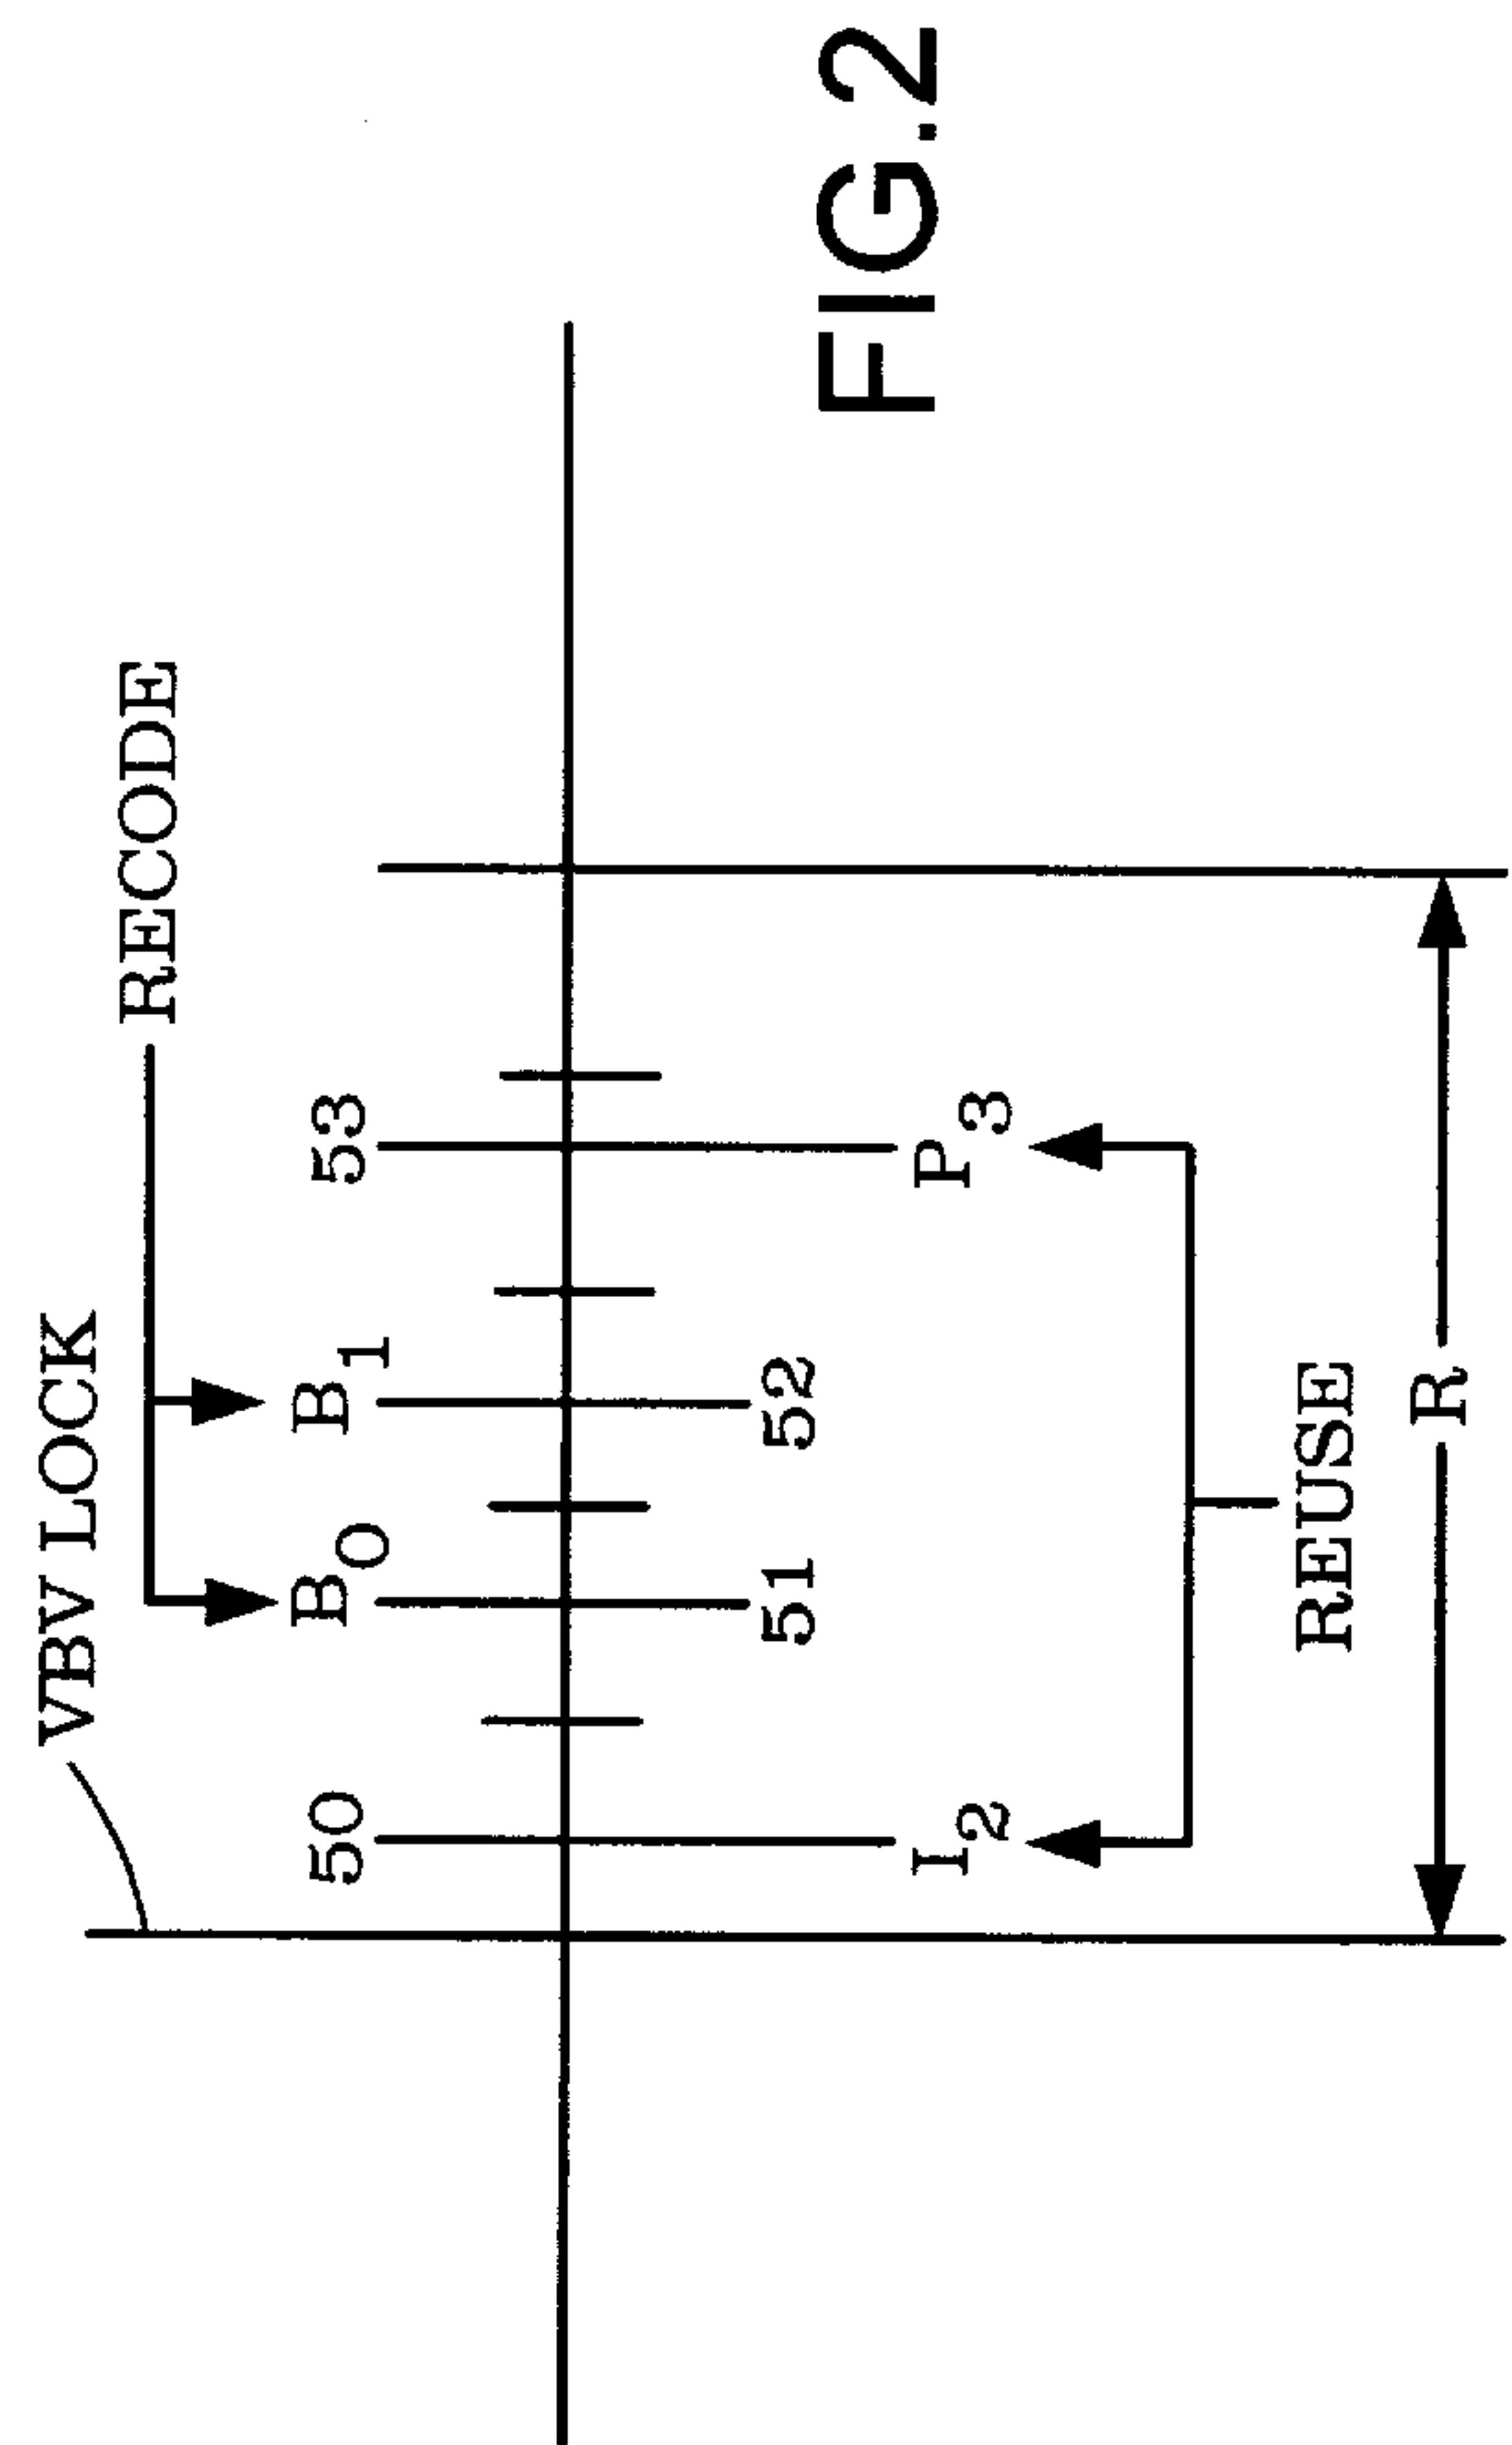 VBV LOCK
RECODE
50
B0
B1
53
51
52
I2
P3
REUSE
R
FIG.2